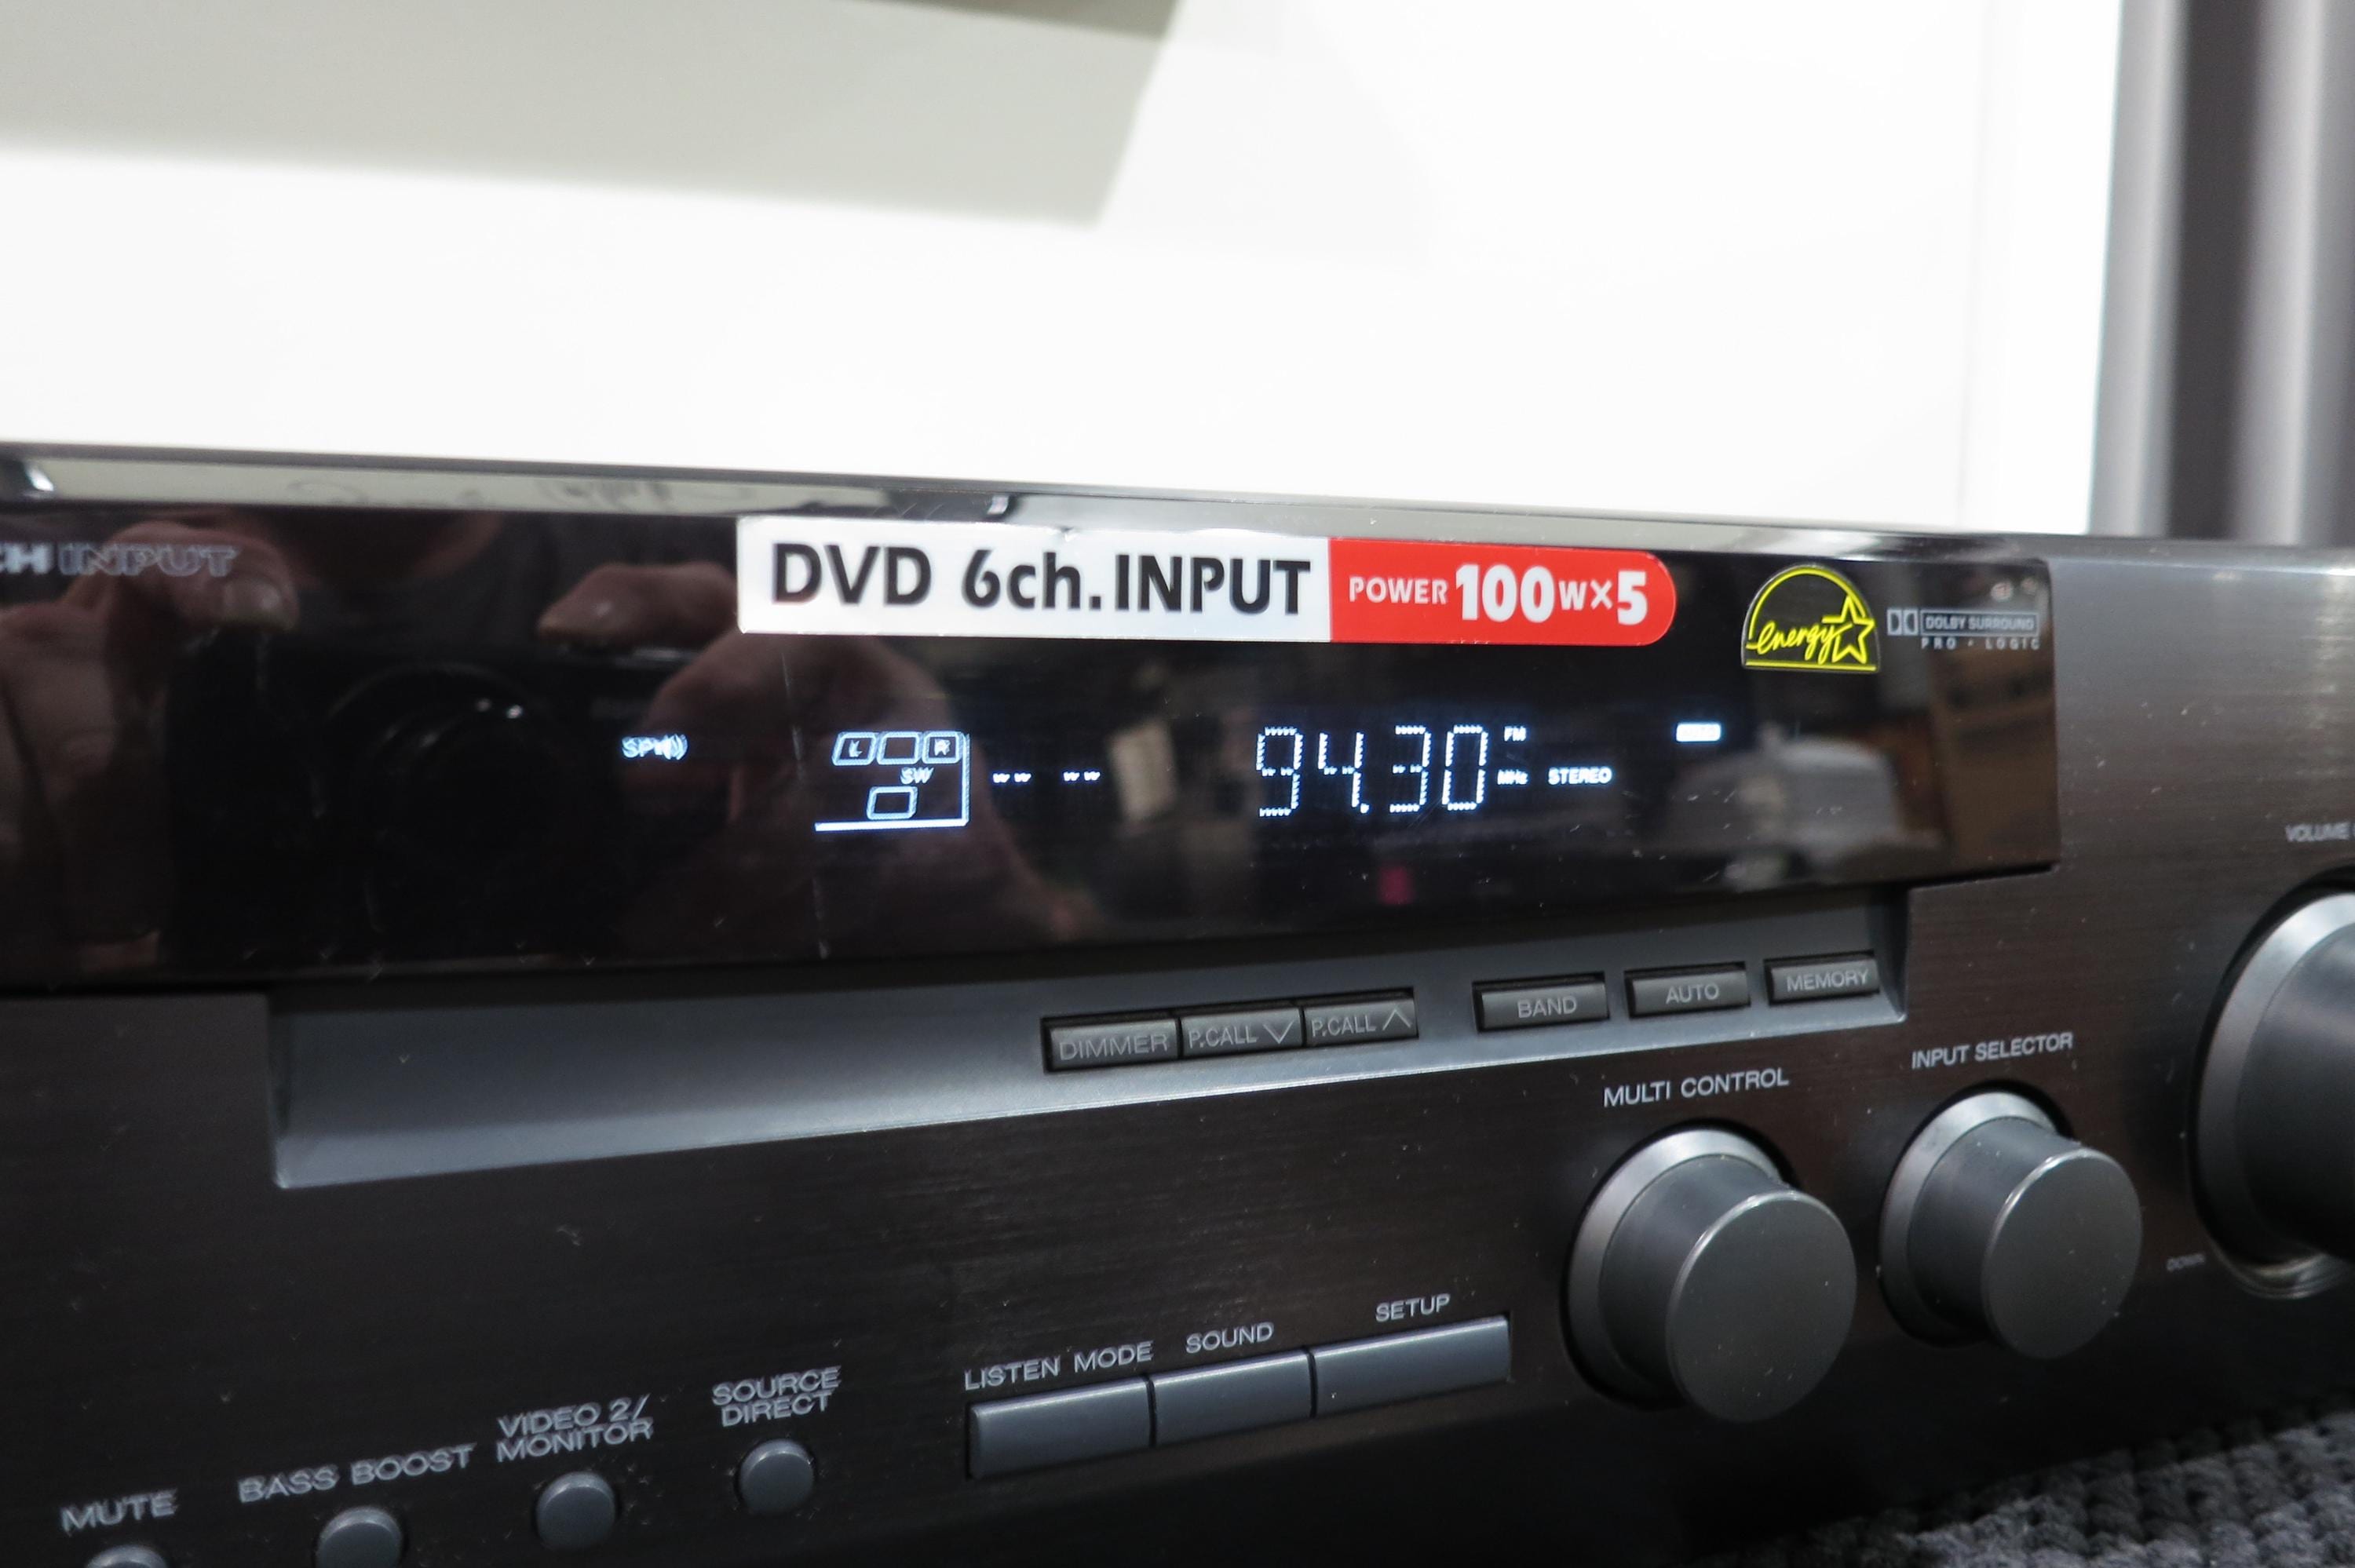 CH INPUT
DVD 6ch.INPUT POWER 100W×5
energy
DOLBY SURROUND
PRO • LOGIC
SP
L R
SW
-- -- 94.30 FM
MHz STEREO
VOLUME
DIMMER P.CALL P.CALL BAND AUTO MEMORY
MULTI CONTROL INPUT SELECTOR
DOWN
LISTEN MODE SOUND SETUP
MUTE
BASS BOOST
VIDEO 2/
MONITOR
SOURCE
DIRECT